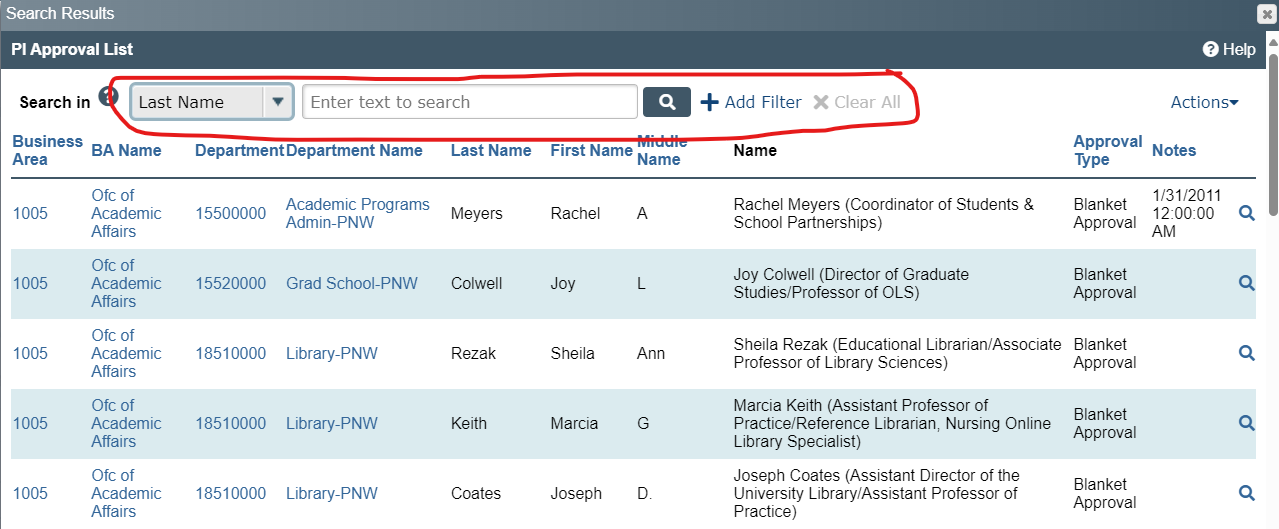 Search Results
PI Approval List
Help
Search in
Last Name
Enter text to search
Add Filter
Clear All
Actions
Business Area
BA Name
Department
Department Name
Last Name
First Name
Middle Name
Name
Approval Type
Notes
1005
Ofc of
Academic
Affairs
15500000
Academic Programs
Admin-PNW
Meyers
Rachel
A
Rachel Meyers (Coordinator of Students &
School Partnerships)
Blanket
Approval
1/31/2011
12:00:00
AM
1005
Ofc of
Academic
Affairs
15520000
Grad School-PNW
Colwell
Joy
L
Joy Colwell (Director of Graduate
Studies/Professor of OLS)
Blanket
Approval
1005
Ofc of
Academic
Affairs
18510000
Library-PNW
Rezak
Sheila
Ann
Sheila Rezak (Educational Librarian/Associate
Professor of Library Sciences)
Blanket
Approval
1005
Ofc of
Academic
Affairs
18510000
Library-PNW
Keith
Marcia
G
Marcia Keith (Assistant Professor of
Practice/Reference Librarian, Nursing Online
Library Specialist)
Blanket
Approval
1005
Ofc of
Academic
Affairs
18510000
Library-PNW
Coates
Joseph
D.
Joseph Coates (Assistant Director of the
University Library/Assistant Professor of
Practice)
Blanket
Approval